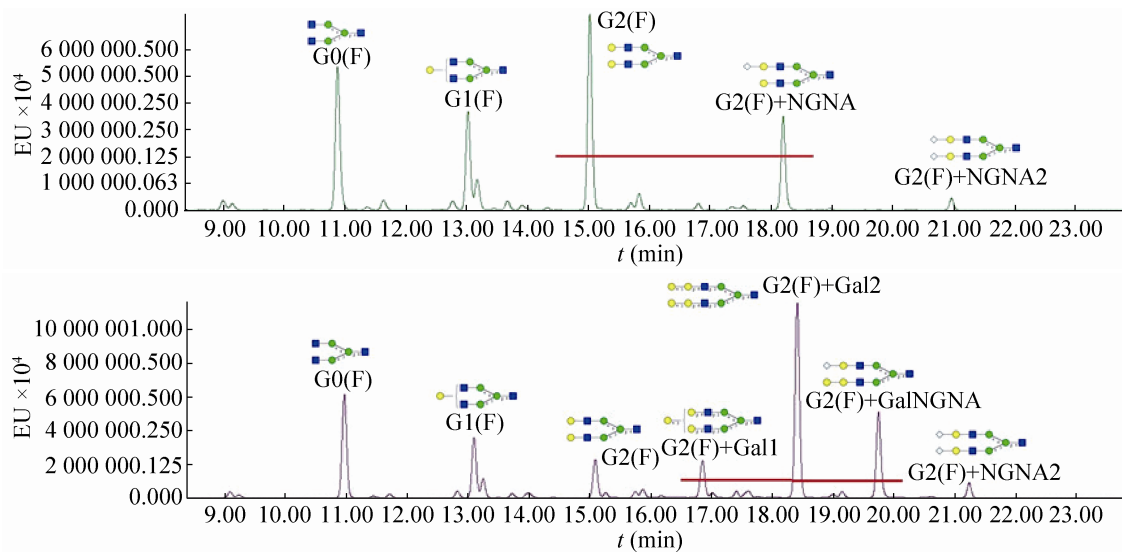 G2(F)
G0(F)
G1(F)
G2(F)+NGNA
G2(F)+NGNA2
EU ×10⁴
6 000 000.500
5 000 000.500
4 000 000.250
3 000 000.250
2 000 000.125
1 000 000.063
0.000
9.00 10.00 11.00 12.00 13.00 14.00 15.00 16.00 17.00 18.00 19.00 20.00 21.00 22.00 23.00
t (min)
G2(F)+Gal2
G0(F)
G1(F)
G2(F)
G2(F)+Gal1
G2(F)+GalNGNA
G2(F)+NGNA2
EU ×10⁴
10 000 001.000
8 000 000.500
6 000 000.500
4 000 000.250
2 000 000.125
0.000
9.00 10.00 11.00 12.00 13.00 14.00 15.00 16.00 17.00 18.00 19.00 20.00 21.00 22.00 23.00
t (min)